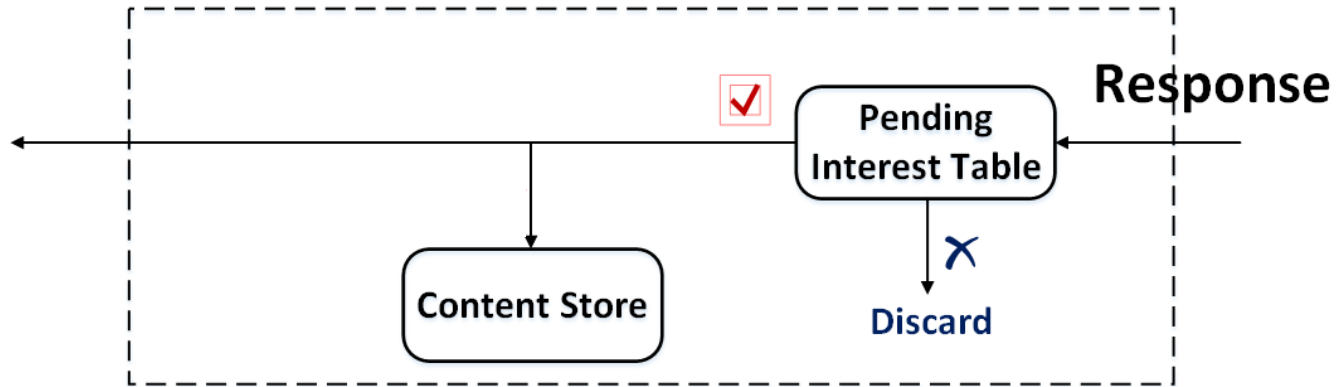 Response
Pending
Interest Table
Content Store
Discard